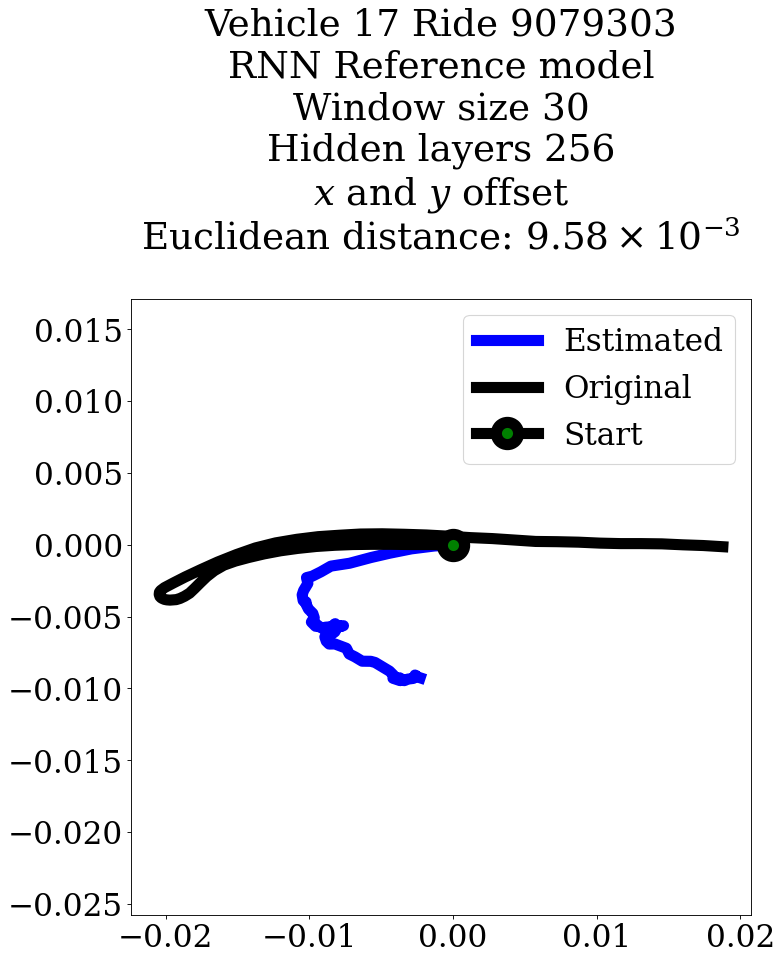 Vehicle 17 Ride 9079303
RNN Reference model
Window size 30
Hidden layers 256
x and y offset
Euclidean distance: 9.58 × 10⁻³
Estimated
Original
Start
0.015
0.010
0.005
0.000
−0.005
−0.010
−0.015
−0.020
−0.025
−0.02 −0.01 0.00 0.01 0.02